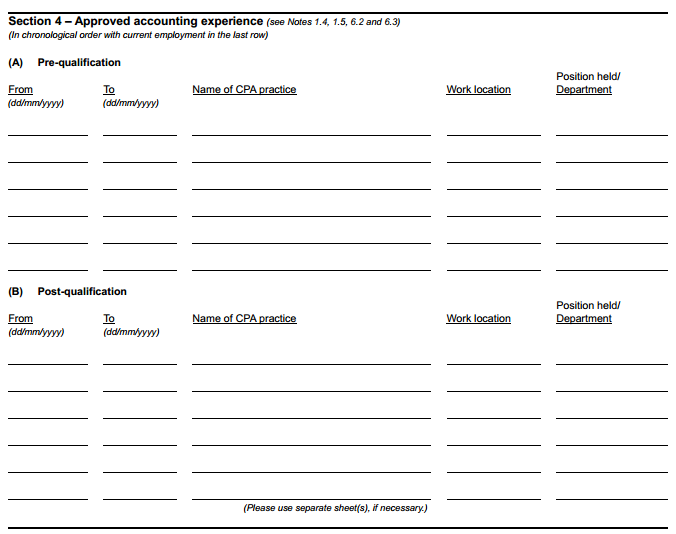 Section 4 – Approved accounting experience (see Notes 1.4, 1.5, 6.2 and 6.3)
(In chronological order with current employment in the last row)
(A) Pre-qualification
Position held/
From To Name of CPA practice Work location Department
(dd/mm/yyyy) (dd/mm/yyyy)
(B) Post-qualification
Position held/
From To Name of CPA practice Work location Department
(dd/mm/yyyy) (dd/mm/yyyy)
(Please use separate sheet(s), if necessary.)